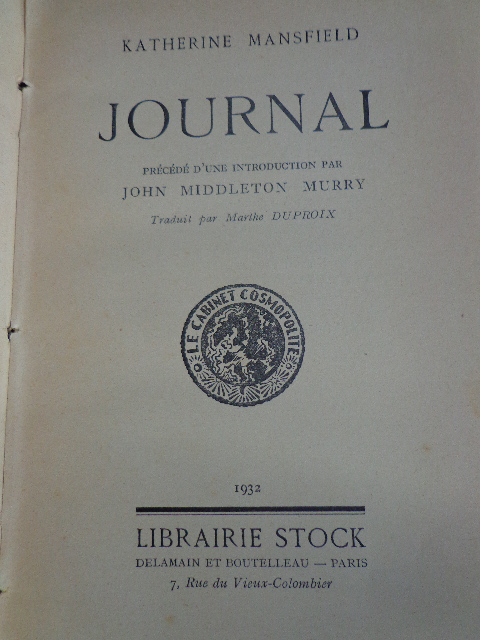 KATHERINE MANSFIELD
JOURNAL
PRÉCÉDÉ D'UNE INTRODUCTION PAR
JOHN MIDDLETON MURRY
Traduit par Marthe DUPROIX
LE CABINET COSMOPOLITE
1932
LIBRAIRIE STOCK
DELAMAIN ET BOUTELLEAU — PARIS
7, Rue du Vieux-Colombier